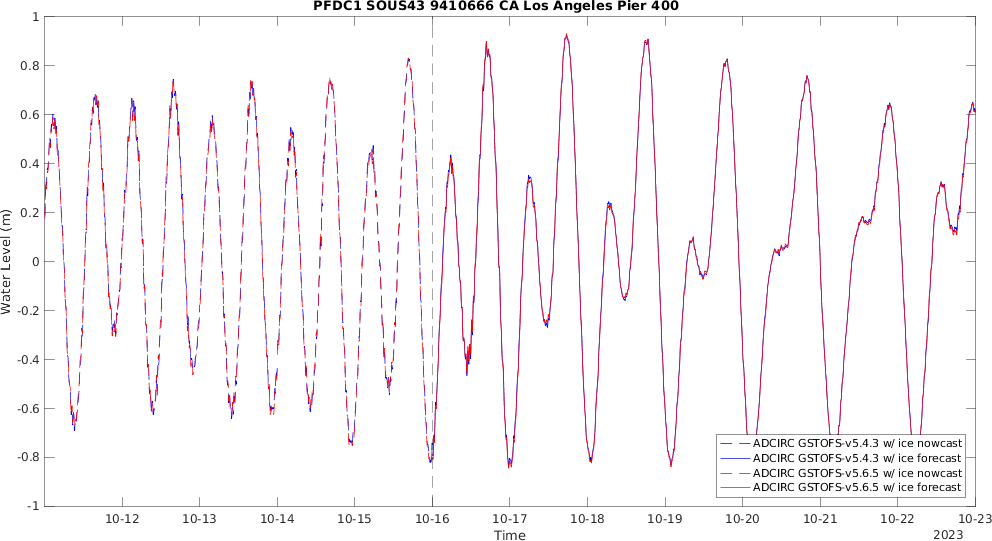 PFDC1 SOUS43 9410666 CA Los Angeles Pier 400
1
0.8
0.6
0.4
0.2
0
-0.2
-0.4
-0.6
-0.8
-1
Water Level (m)
ADCIRC GSTOFS-v5.4.3 w/ ice nowcast
ADCIRC GSTOFS-v5.4.3 w/ ice forecast
ADCIRC GSTOFS-v5.6.5 w/ ice nowcast
ADCIRC GSTOFS-v5.6.5 w/ ice forecast
10-12 10-13 10-14 10-15 10-16 10-17 10-18 10-19 10-20 10-21 10-22 10-23
Time
2023